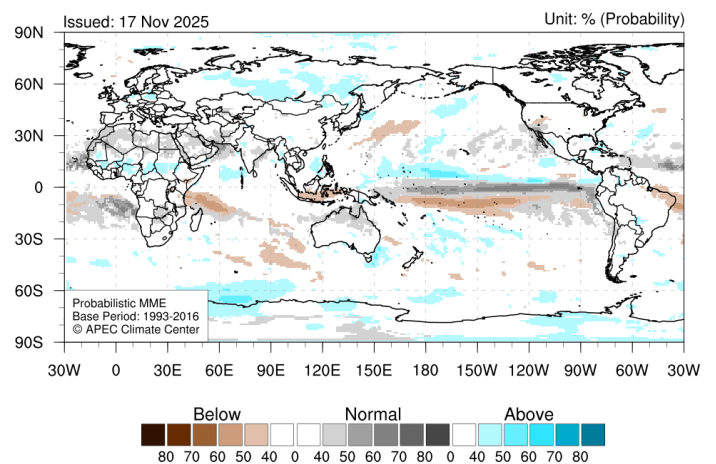 Issued: 17 Nov 2025
Unit: % (Probability)
90N
60N
30N
0
30S
60S
90S
Probabilistic MME
Base Period: 1993-2016
© APEC Climate Center
30W 0 30E 60E 90E 120E 150E 180 150W 120W 90W 60W 30W
Below Normal Above
80 70 60 50 40 0 40 50 60 70 80 0 40 50 60 70 80